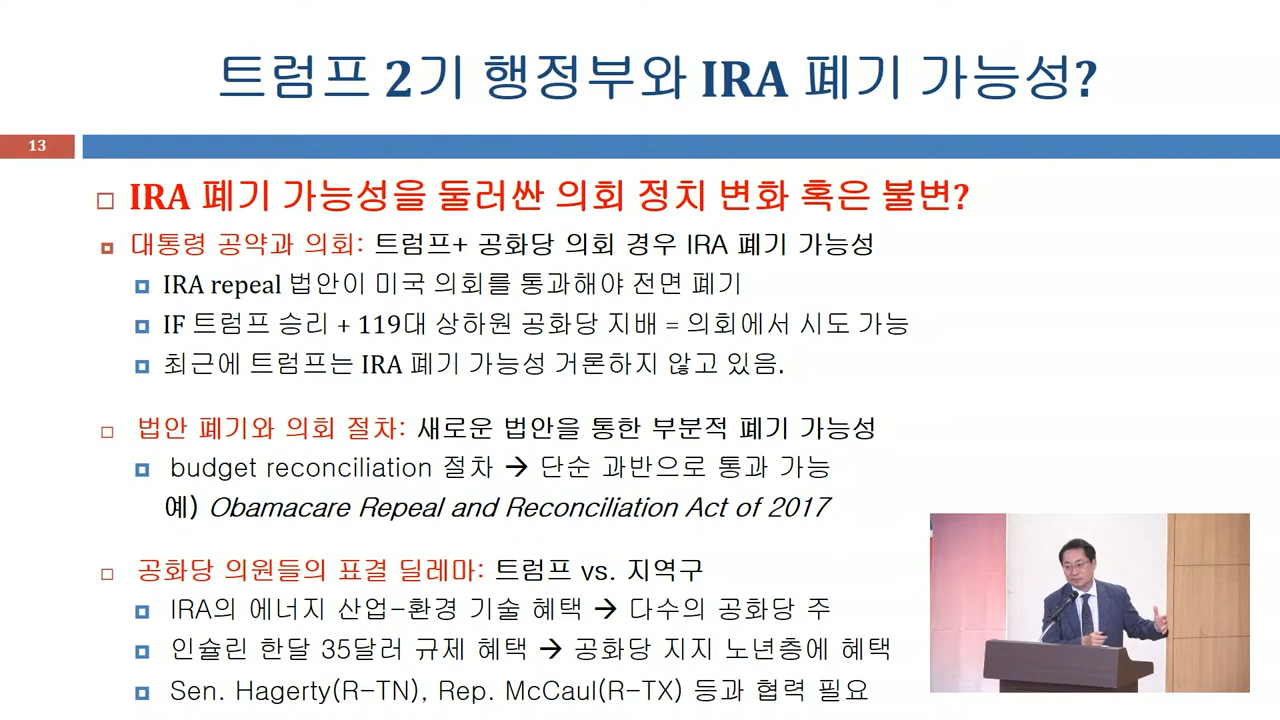 트럼프 2기 행정부와 IRA 폐기 가능성?
13
IRA 폐기 가능성을 둘러싼 의회 정치 변화 혹은 불변?
대통령 공약과 의회: 트럼프+ 공화당 의회 경우 IRA 폐기 가능성
IRA repeal 법안이 미국 의회를 통과해야 전면 폐기
IF 트럼프 승리 + 119대 상하원 공화당 지배 = 의회에서 시도 가능
최근에 트럼프는 IRA 폐기 가능성 거론하지 않고 있음.
법안 폐기와 의회 절차: 새로운 법안을 통한 부분적 폐기 가능성
budget reconciliation 절차 → 단순 과반으로 통과 가능
예) Obamacare Repeal and Reconciliation Act of 2017
공화당 의원들의 표결 딜레마: 트럼프 vs. 지역구
IRA의 에너지 산업-환경 기술 혜택 → 다수의 공화당 주
인슐린 한달 35달러 규제 혜택 → 공화당 지지 노년층에 혜택
Sen. Hagerty(R-TN), Rep. McCaul(R-TX) 등과 협력 필요